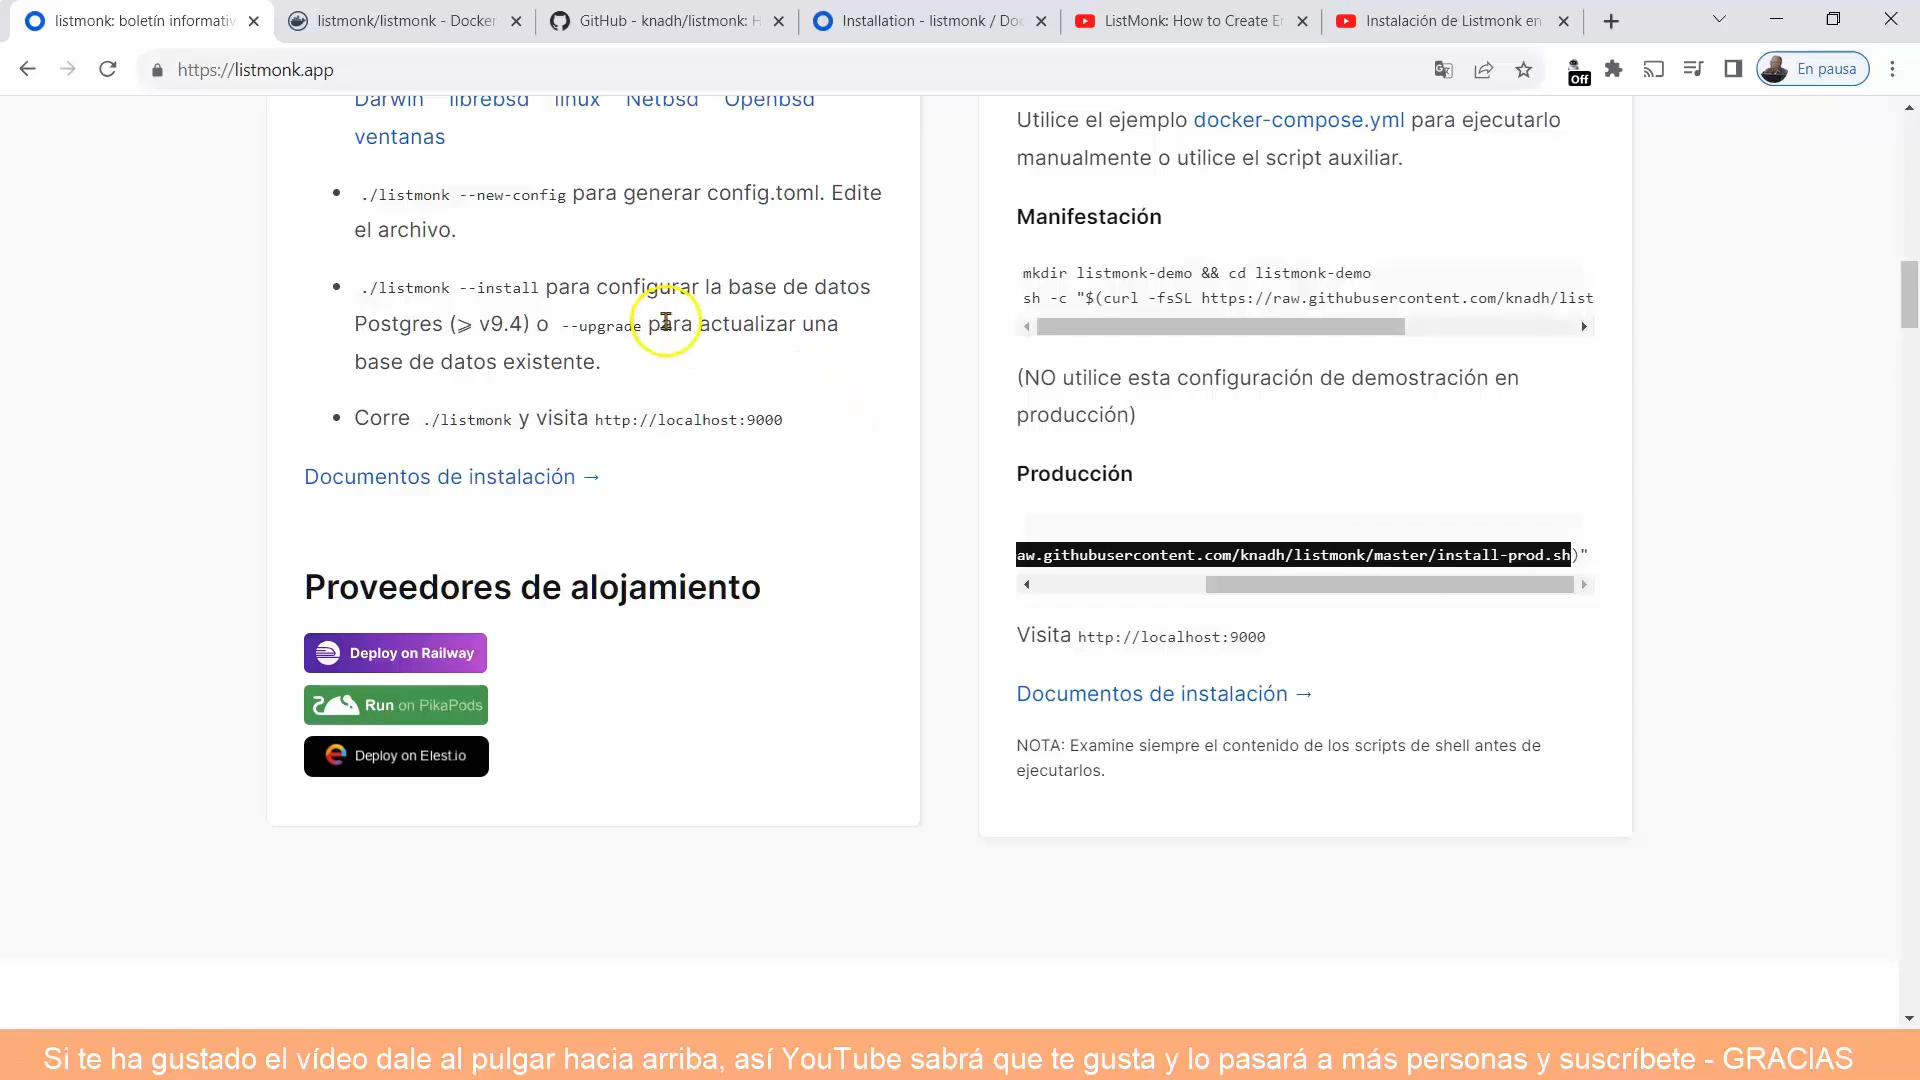 listmonk: boletín informativ
listmonk/listmonk - Docker
GitHub - knadh/listmonk: H
Installation - listmonk / Doc
ListMonk: How to Create Em
Instalación de Listmonk en
https://listmonk.app
Off
En pausa
Darwin librebsd linux Netbsd Openbsd
ventanas
./listmonk --new-config para generar config.toml. Edite
el archivo.
./listmonk --install para configurar la base de datos
Postgres (⩾ v9.4) o --upgrade para actualizar una
base de datos existente.
Corre ./listmonk y visita http://localhost:9000
Documentos de instalación →
Proveedores de alojamiento
Deploy on Railway
Run on PikaPods
Deploy on Elest.io
Utilice el ejemplo docker-compose.yml para ejecutarlo
manualmente o utilice el script auxiliar.
Manifestación
mkdir listmonk-demo && cd listmonk-demo
sh -c "$(curl -fsSL https://raw.githubusercontent.com/knadh/list
(NO utilice esta configuración de demostración en
producción)
Producción
aw.githubusercontent.com/knadh/listmonk/master/install-prod.sh)"
Visita http://localhost:9000
Documentos de instalación →
NOTA: Examine siempre el contenido de los scripts de shell antes de
ejecutarlos.
Si te ha gustado el vídeo dale al pulgar hacia arriba, así YouTube sabrá que te gusta y lo pasará a más personas y suscríbete - GRACIAS